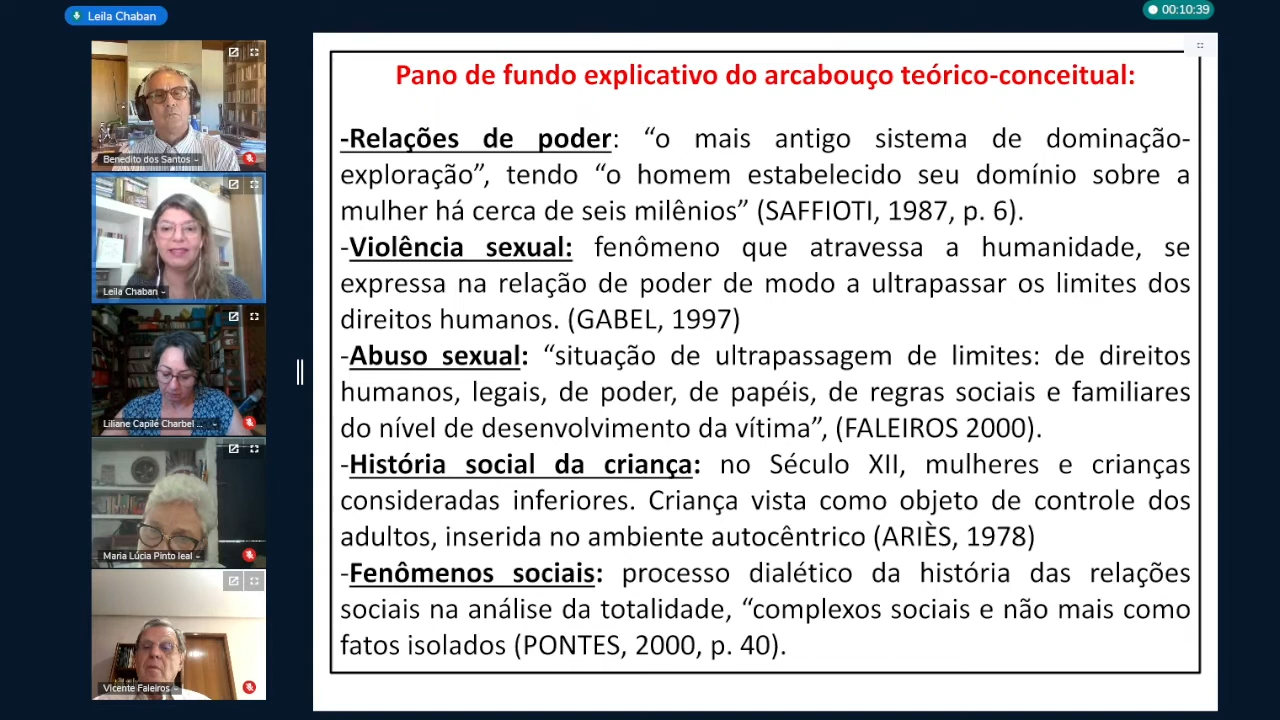 Leila Chaban
00:10:39
Benedito dos Santos
Leila Chaban
Liliane Capilé Charbel ...
Maria Lúcia Pinto leal
Vicente Faleiros
Pano de fundo explicativo do arcabouço teórico-conceitual:
-Relações de poder: “o mais antigo sistema de dominação-
exploração”, tendo “o homem estabelecido seu domínio sobre a
mulher há cerca de seis milênios” (SAFFIOTI, 1987, p. 6).
-Violência sexual: fenômeno que atravessa a humanidade, se
expressa na relação de poder de modo a ultrapassar os limites dos
direitos humanos. (GABEL, 1997)
-Abuso sexual: “situação de ultrapassagem de limites: de direitos
humanos, legais, de poder, de papéis, de regras sociais e familiares
do nível de desenvolvimento da vítima”, (FALEIROS 2000).
-História social da criança: no Século XII, mulheres e crianças
consideradas inferiores. Criança vista como objeto de controle dos
adultos, inserida no ambiente autocêntrico (ARIÈS, 1978)
-Fenômenos sociais: processo dialético da história das relações
sociais na análise da totalidade, “complexos sociais e não mais como
fatos isolados (PONTES, 2000, p. 40).